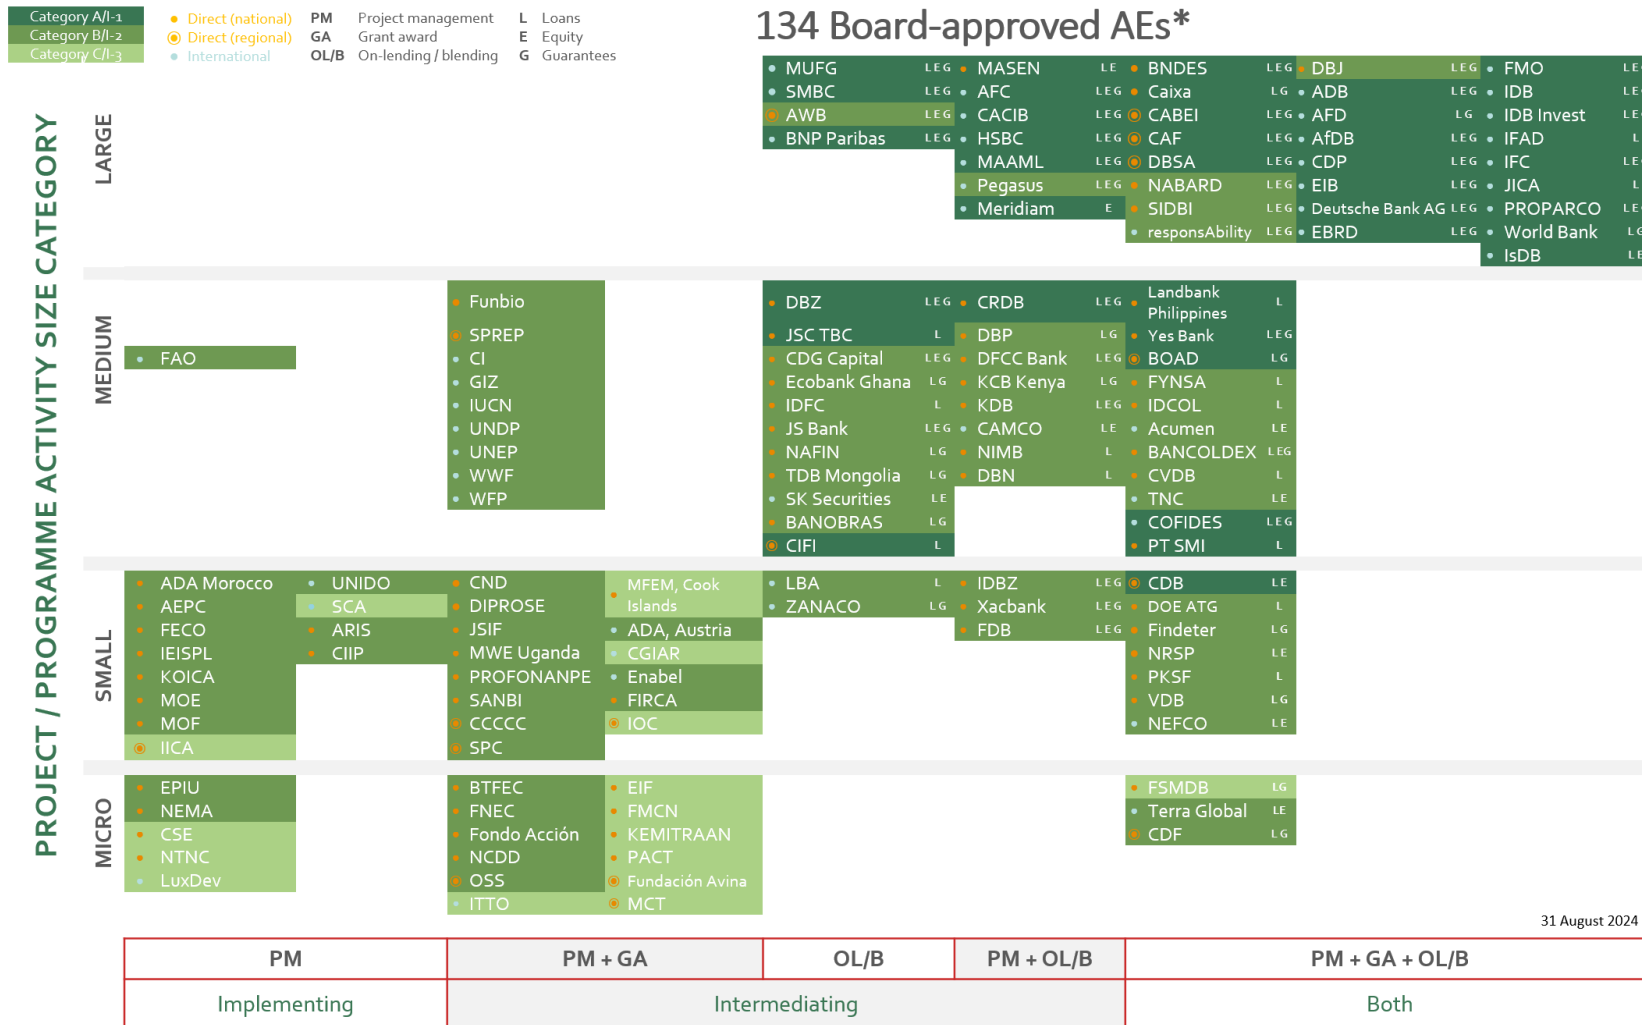 Category A/I-1
Category B/I-2
Category C/I-3
Direct (national)
Direct (regional)
International
PM Project management
GA Grant award
OL/B On-lending / blending
L Loans
E Equity
G Guarantees
134 Board-approved AEs*
PROJECT / PROGRAMME ACTIVITY SIZE CATEGORY
LARGE
MUFG LEG
SMBC LEG
AWB LEG
BNP Paribas LEG
MASEN LE
AFC LEG
CACIB LEG
HSBC LEG
MAAML LEG
Pegasus LEG
Meridiam E
BNDES LEG
Caixa LG
CABEI LEG
CAF LEG
DBSA LEG
NABARD LEG
SIDBI LEG
responsAbility LEG
DBJ LEG
ADB LEG
AFD LG
AfDB LEG
CDP LEG
EIB LEG
Deutsche Bank AG LEG
EBRD LEG
FMO LE
IDB LE
IDB Invest LE
IFAD L
IFC LE
JICA L
PROPARCO LE
World Bank LG
IsDB LE
MEDIUM
FAO
Funbio
SPREP
CI
GIZ
IUCN
UNDP
UNEP
WWF
WFP
DBZ LEG
JSC TBC L
CDG Capital LEG
Ecobank Ghana LG
IDFC L
JS Bank LEG
NAFIN LG
TDB Mongolia LG
SK Securities LE
BANOBRAS LG
CIFI L
CRDB LEG
DBP LG
DFCC Bank LEG
KCB Kenya LG
KDB LEG
CAMCO LE
NIMB L
DBN L
Landbank
Philippines L
Yes Bank LEG
BOAD LG
FYNSA L
IDCOL L
Acumen LE
BANCOLDEX LEG
CVDB L
TNC LE
COFIDES LEG
PT SMI L
SMALL
ADA Morocco
AEPC
FECO
IEISPL
KOICA
MOE
MOF
IICA
UNIDO
SCA
ARIS
CIIP
CND
DIPROSE
JSIF
MWE Uganda
PROFONANPE
SANBI
CCCCC
SPC
MFEM, Cook
Islands
ADA, Austria
CGIAR
Enabel
FIRCA
IOC
LBA L
ZANACO LG
IDBZ LEG
Xacbank LEG
FDB LEG
CDB LE
DOE ATG L
Findeter LG
NRSP LE
PKSF L
VDB LG
NEFCO LE
MICRO
EPIU
NEMA
CSE
NTNC
LuxDev
BTFEC
FNEC
Fondo Acción
NCDD
OSS
ITTO
EIF
FMCN
KEMITRAAN
PACT
Fundación Avina
MCT
FSMDB LG
Terra Global LE
CDF LG
31 August 2024
PM
PM + GA
OL/B
PM + OL/B
PM + GA + OL/B
Implementing
Intermediating
Both